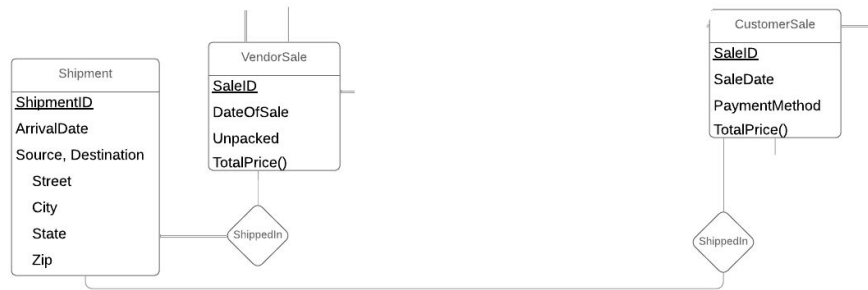 Shipment
ShipmentID
ArrivalDate
Source, Destination
Street
City
State
Zip
VendorSale
SaleID
DateOfSale
Unpacked
TotalPrice()
ShippedIn
CustomerSale
SaleID
SaleDate
PaymentMethod
TotalPrice()
ShippedIn